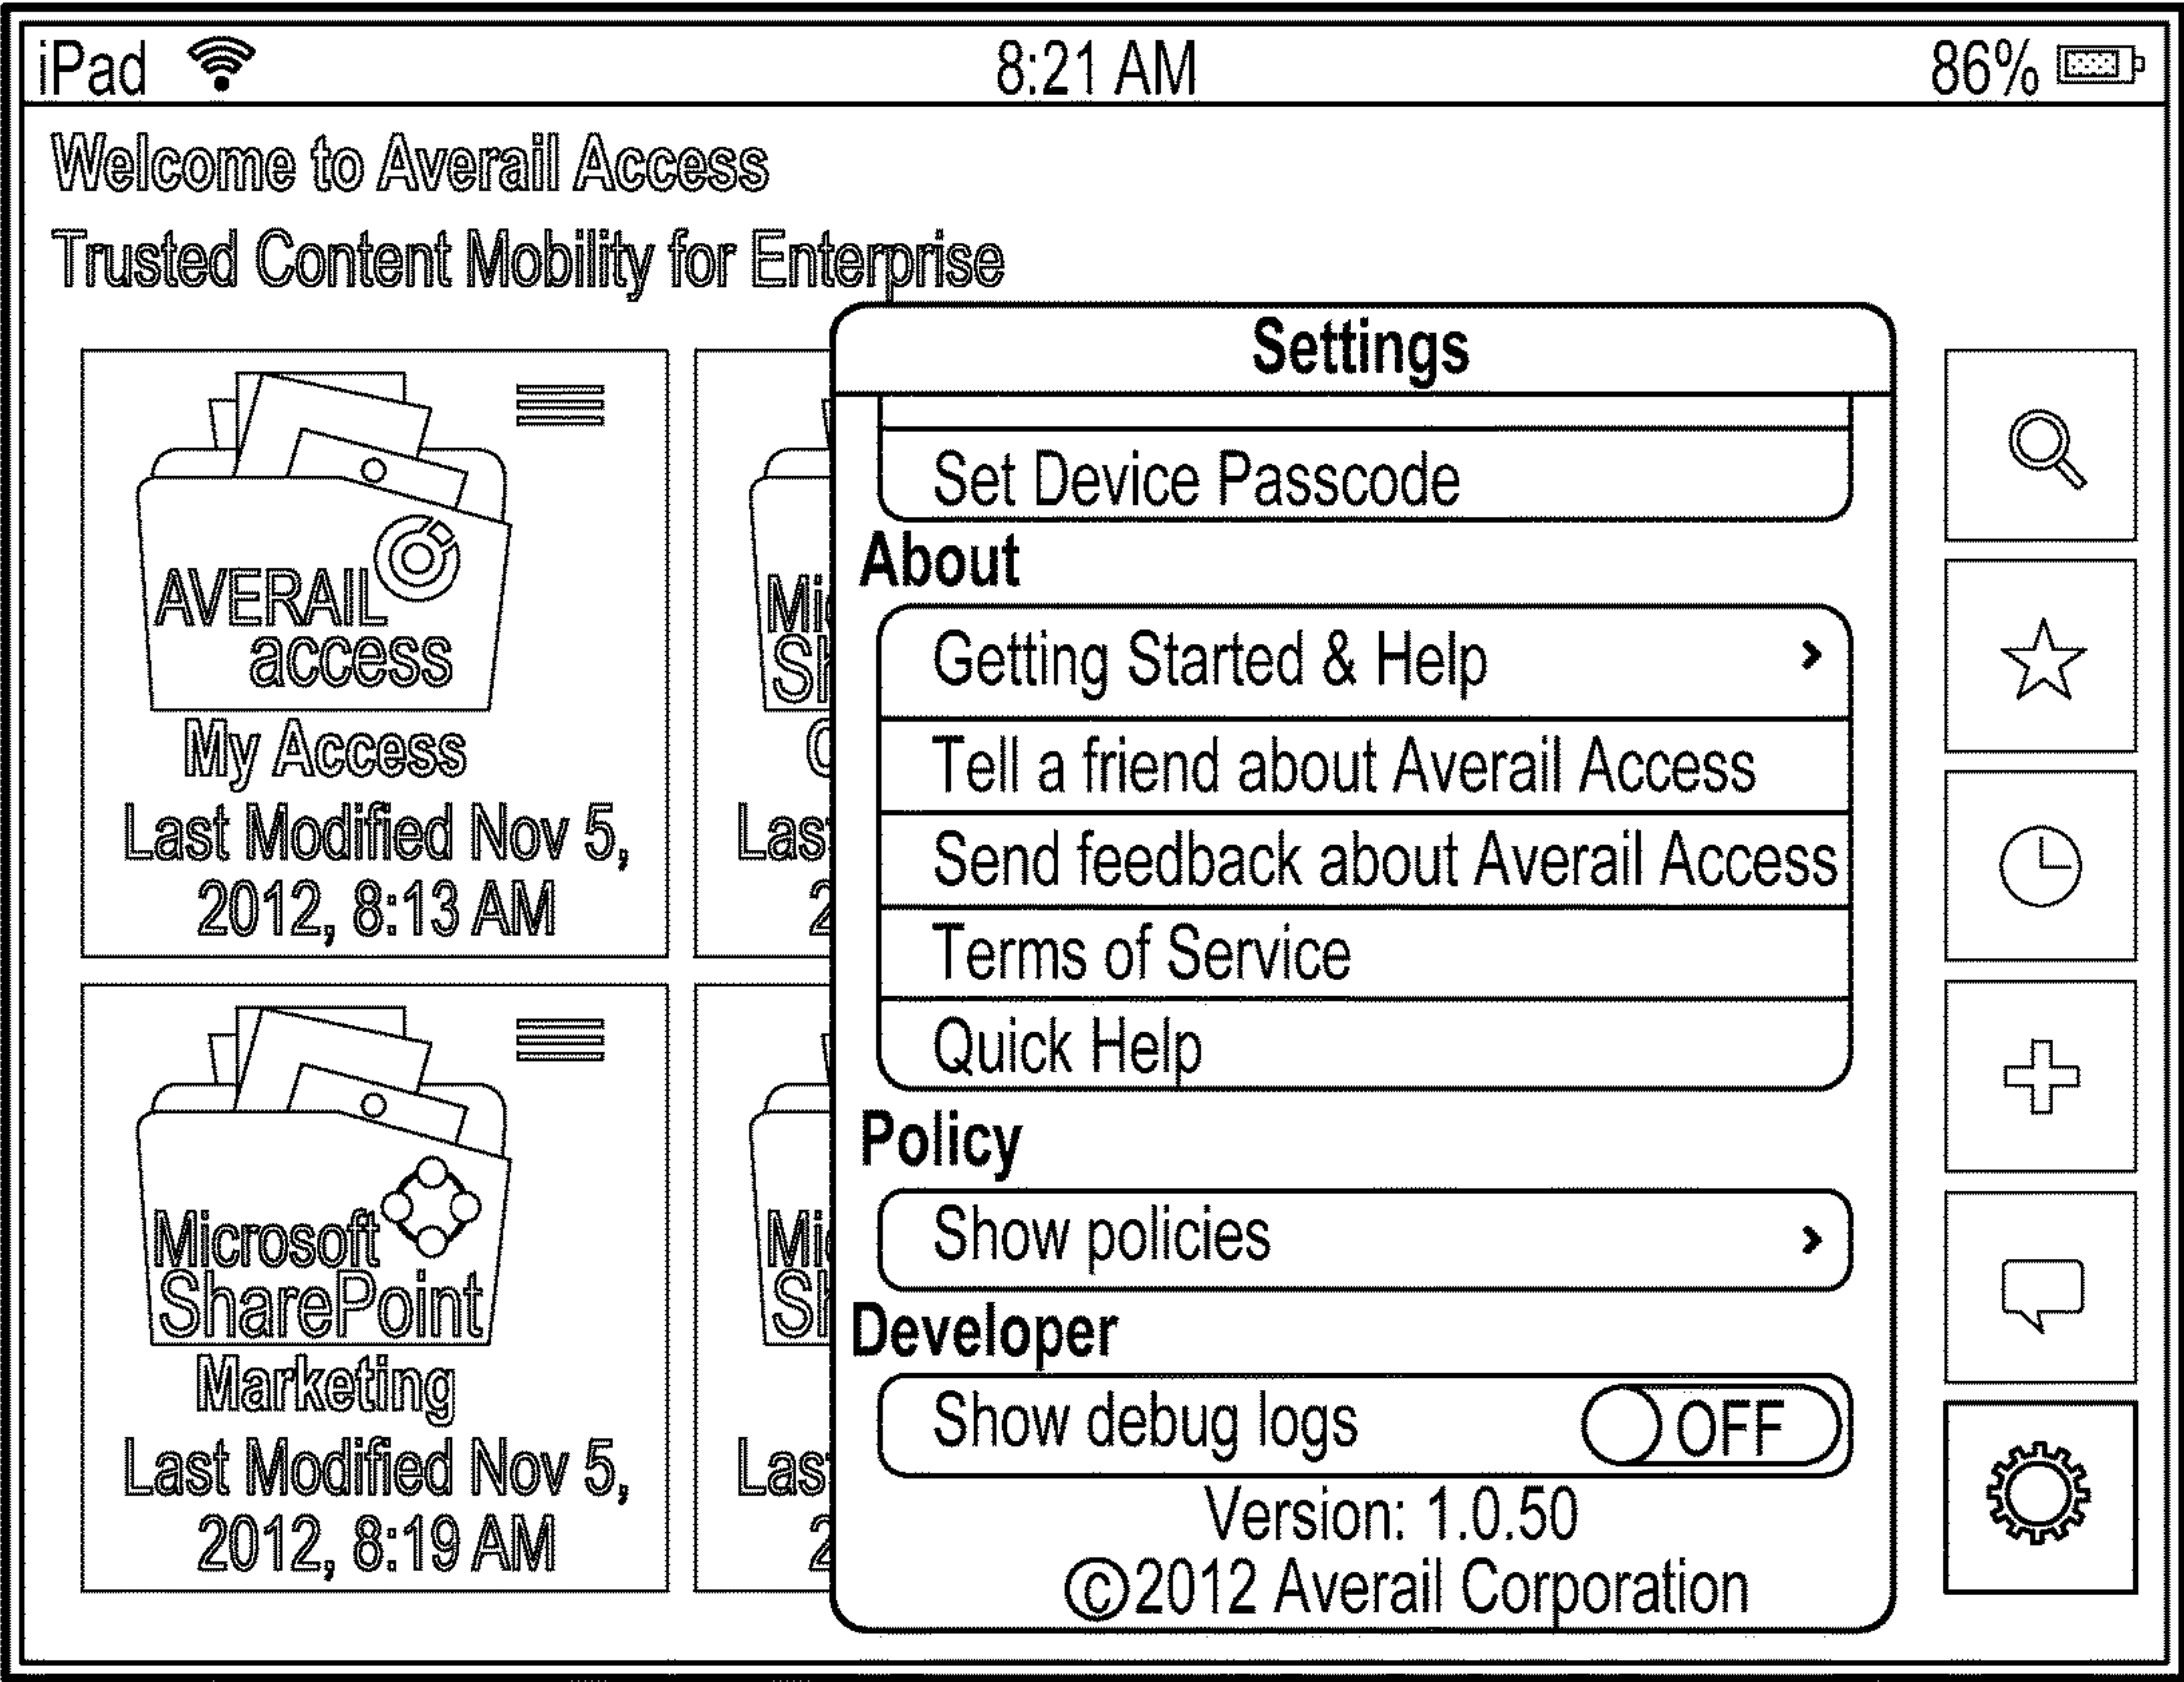 iPad 8:21 AM 86%
Welcome to Averail Access
Trusted Content Mobility for Enterprise
AVERAIL
access
My Access
Last Modified Nov 5,
2012, 8:13 AM
Microsoft
SharePoint
Marketing
Last Modified Nov 5,
2012, 8:19 AM
Settings
Set Device Passcode
About
Getting Started & Help
Tell a friend about Averail Access
Send feedback about Averail Access
Terms of Service
Quick Help
Policy
Show policies
Developer
Show debug logs OFF
Version: 1.0.50
©2012 Averail Corporation